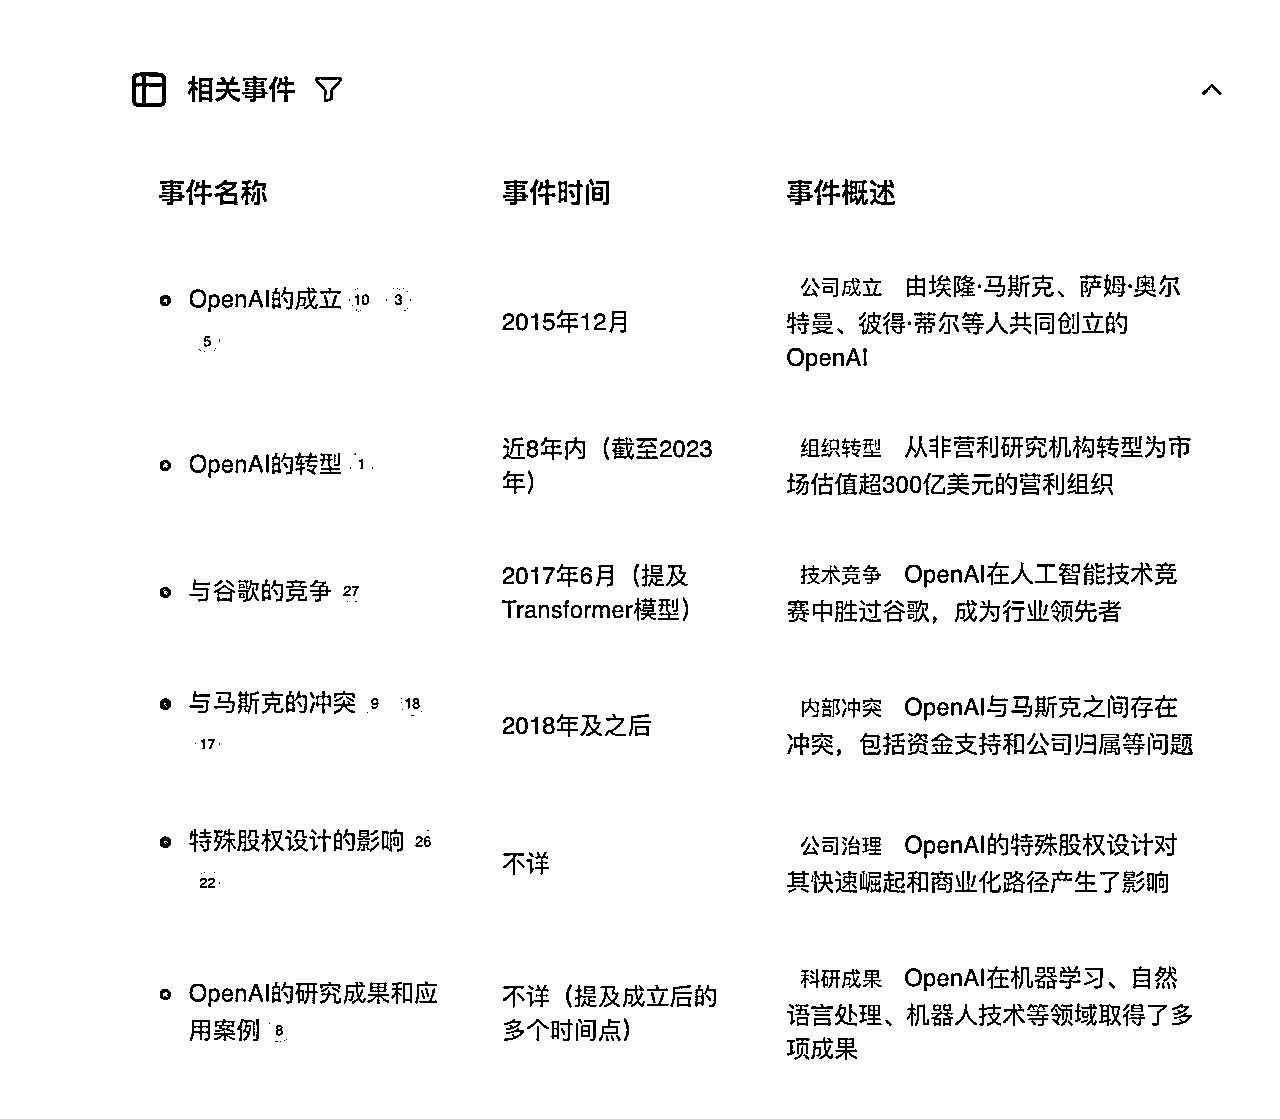 相关事件
事件名称 事件时间 事件概述
OpenAI的成立 10 3
5
2015年12月
公司成立 由埃隆·马斯克、萨姆·奥尔
特曼、彼得·蒂尔等人共同创立的
OpenAI
OpenAI的转型 1
近8年内（截至2023
年）
组织转型 从非营利研究机构转型为市
场估值超300亿美元的营利组织
与谷歌的竞争 27
2017年6月（提及
Transformer模型）
技术竞争 OpenAI在人工智能技术竞
赛中胜过谷歌，成为行业领先者
与马斯克的冲突 9 18
17
2018年及之后
内部冲突 OpenAI与马斯克之间存在
冲突，包括资金支持和公司归属等问题
特殊股权设计的影响 26
22
不详
公司治理 OpenAI的特殊股权设计对
其快速崛起和商业化路径产生了影响
OpenAI的研究成果和应
用案例 8
不详（提及成立后的
多个时间点）
科研成果 OpenAI在机器学习、自然
语言处理、机器人技术等领域取得了多
项成果